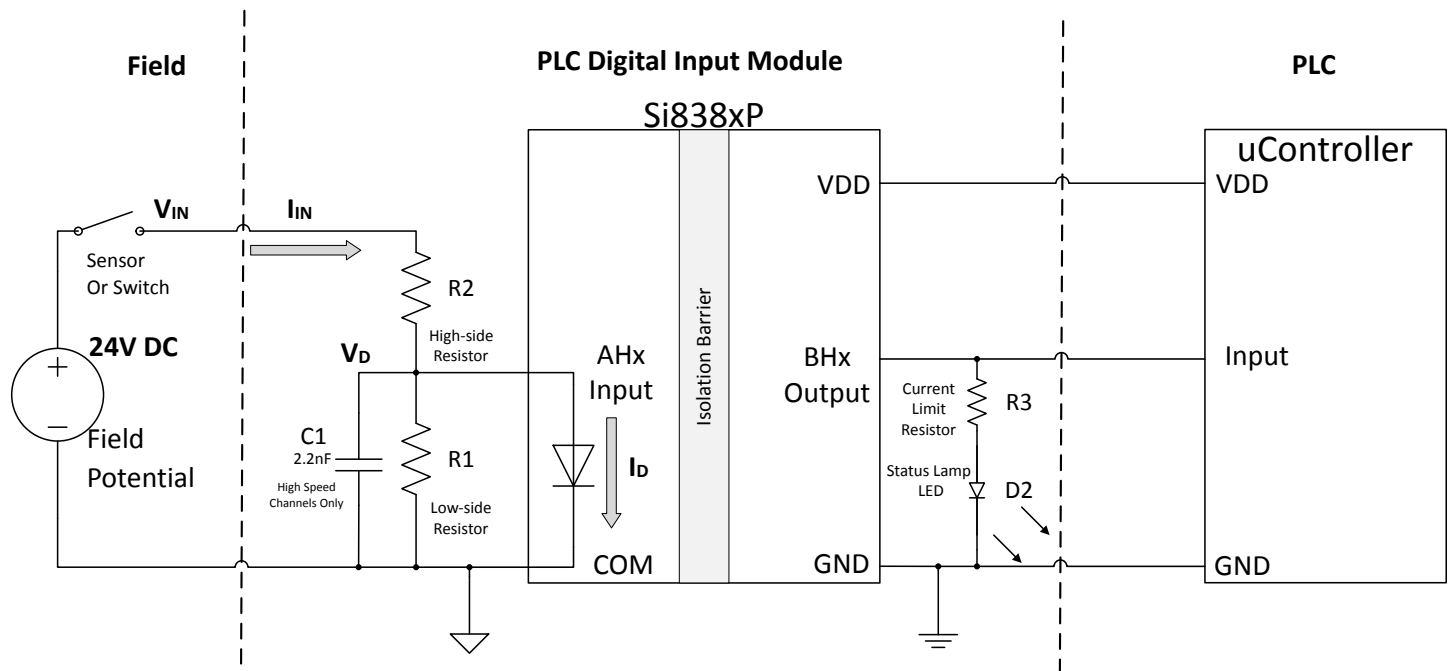 Field
PLC Digital Input Module
PLC
Si838xP
uController
VDD
VDD
VIN
IIN
Sensor
Or Switch
R2
High-side
Resistor
24V DC
VD
AHx
Input
Isolation Barrier
BHx
Output
Input
Current
Limit
Resistor
R3
Field
Potential
C1
2.2nF
High Speed
Channels Only
R1
Low-side
Resistor
ID
Status Lamp
LED
D2
COM
GND
GND